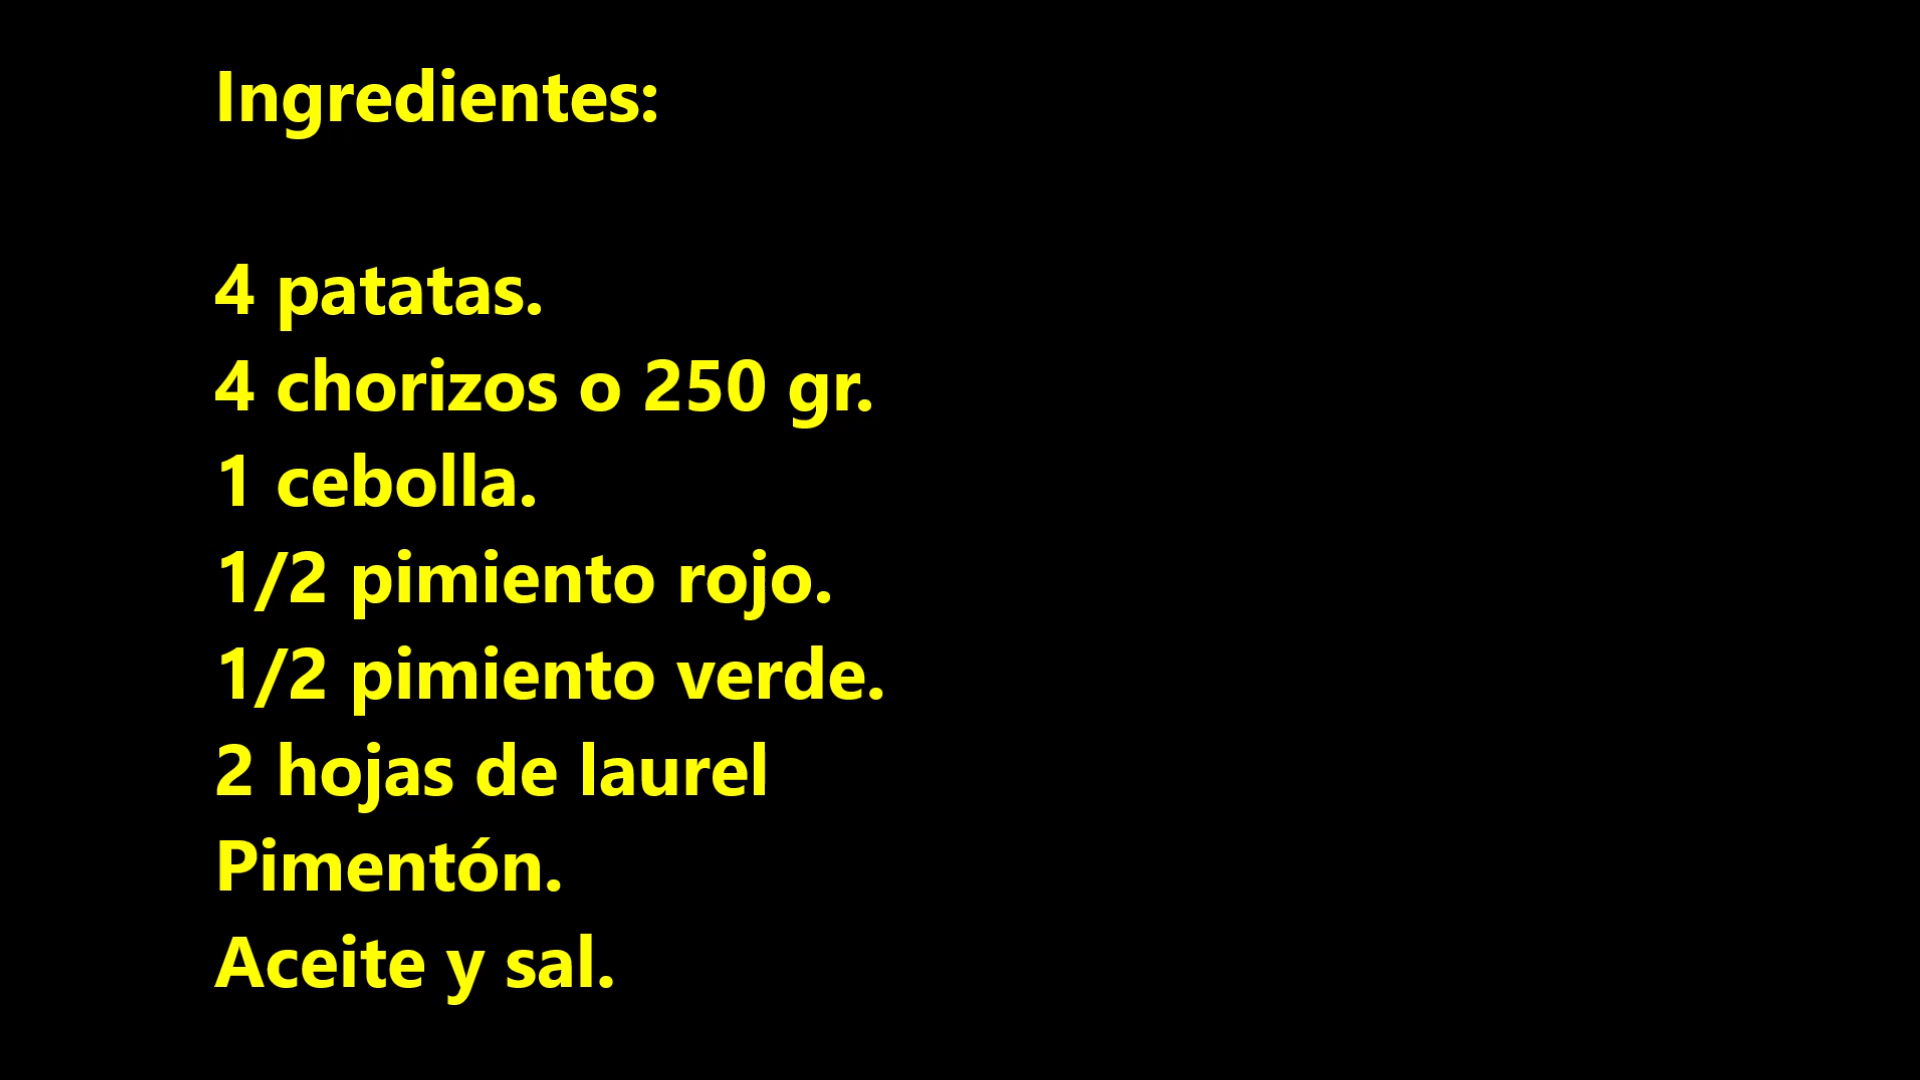 Ingredientes:
4 patatas.
4 chorizos o 250 gr.
1 cebolla.
1/2 pimiento rojo.
1/2 pimiento verde.
2 hojas de laurel
Pimentón.
Aceite y sal.